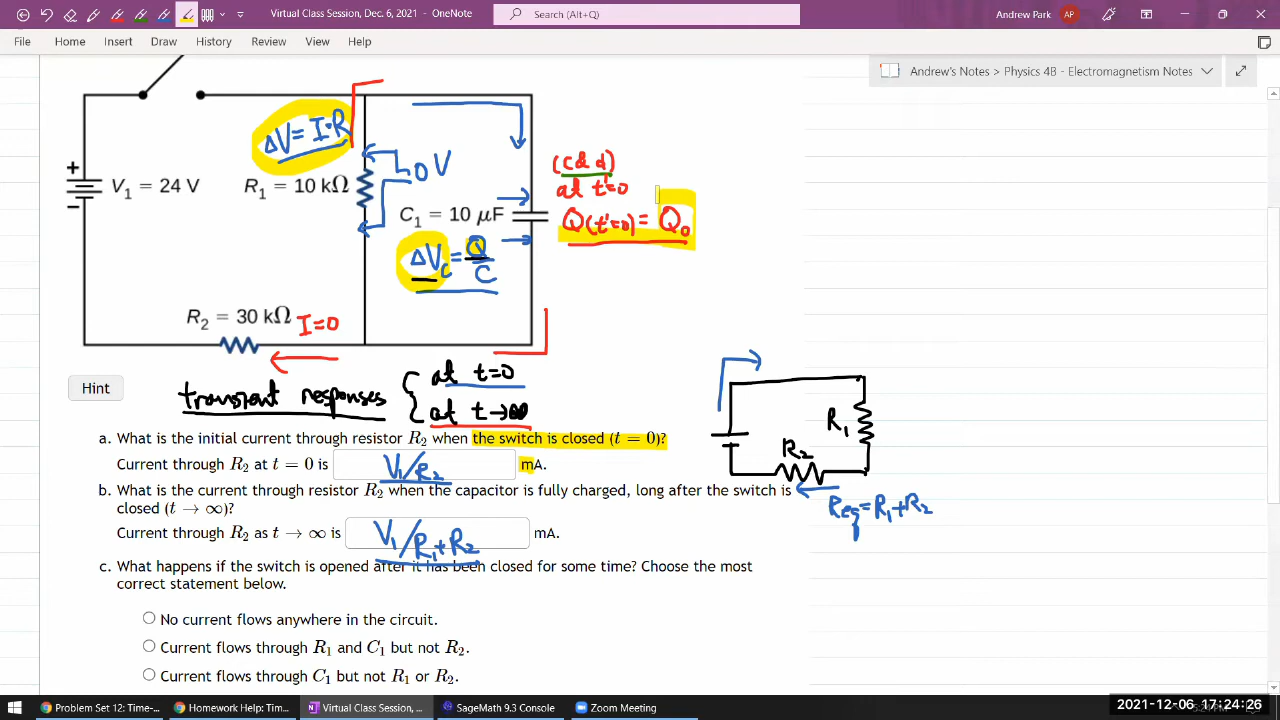 Virtual Class Session, Dec. 6, 2021 - OneNote
Search (Alt+Q)
Andrew Park
AP
File Home Insert Draw History Review View Help
Andrew's Notes > Physics 4B - Electromagnetism Notes
ΔV = I·R
0V
+
-
V₁ = 24 V
R₁ = 10 kΩ
C₁ = 10 μF
(c & d)
at t'=0
Q(t'=0) = Q₀
ΔV_C = Q/C
R₂ = 30 kΩ
I=0
Hint
transient responses
at t=0
at t→∞
R₁
R₂
Req = R₁+R₂
a. What is the initial current through resistor R₂ when the switch is closed (t = 0)?
Current through R₂ at t = 0 is V₁/R₂ mA.
b. What is the current through resistor R₂ when the capacitor is fully charged, long after the switch is
closed (t → ∞)?
Current through R₂ as t → ∞ is V₁/R₁+R₂ mA.
c. What happens if the switch is opened after it has been closed for some time? Choose the most
correct statement below.
No current flows anywhere in the circuit.
Current flows through R₁ and C₁ but not R₂.
Current flows through C₁ but not R₁ or R₂.
Problem Set 12: Time-...
Homework Help: Tim...
Virtual Class Session, ...
SageMath 9.3 Console
Zoom Meeting
2021-12-06 17:24:26